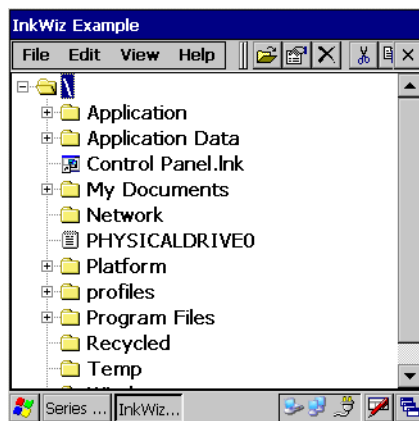 InkWiz Example
File Edit View Help
\
Application
Application Data
Control Panel.lnk
My Documents
Network
PHYSICALDRIVE0
Platform
profiles
Program Files
Recycled
Temp
Series ... InkWiz...